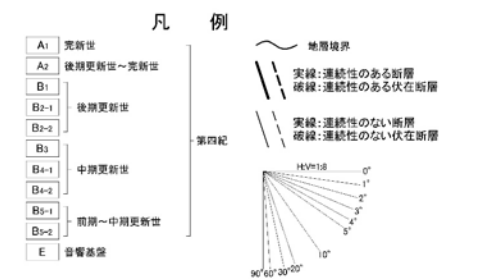 凡 例
A1 完新世
A2 後期更新世～完新世
B1
B2-1 後期更新世
B2-2
B3
B4-1 中期更新世
B4-2
B5-1 前期～中期更新世
B5-2
E 音響基盤
第四紀
地層境界
実線：連続性のある断層
破線：連続性のある伏在断層
実線：連続性のない断層
破線：連続性のない伏在断層
H:V=1:8
0°
1°
2°
3°
4°
5°
10°
90° 60° 30° 20°